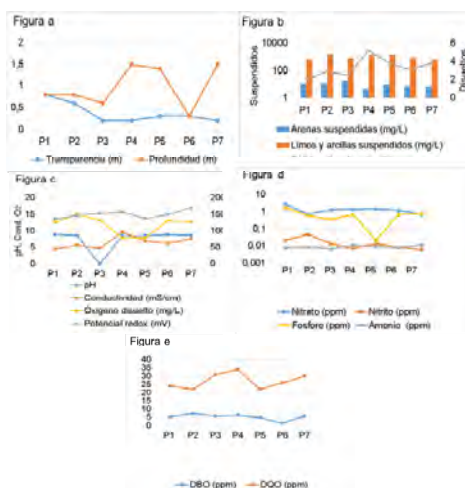 Figura a
2
1,5
1
0,5
0
P1 P2 P3 P4 P5 P6 P7
Transparencia (m) Profundidad (m)
Figura b
Suspendidos
10000
100
1
6
4
2
0
Disueltos
P1 P2 P3 P4 P5 P6 P7
Arenas suspendidas (mg/L)
Limos y arcillas suspendidos (mg/L)
Figura c
pH, Cond, O2
20
15
10
5
0
200
150
100
50
0
P1 P2 P3 P4 P5 P6 P7
pH
Conductividad (mS/cm)
Oxígeno disuelto (mg/L)
Potencial redox (mV)
Figura d
10
1
0,1
0,01
0,001
P1 P2 P3 P4 P5 P6 P7
Nitrato (ppm) Nitrito (ppm)
Fosforo (ppm) Amonio (ppm)
Figura e
40
35
30
25
20
15
10
5
0
P1 P2 P3 P4 P5 P6 P7
DBO (ppm) DQO (ppm)